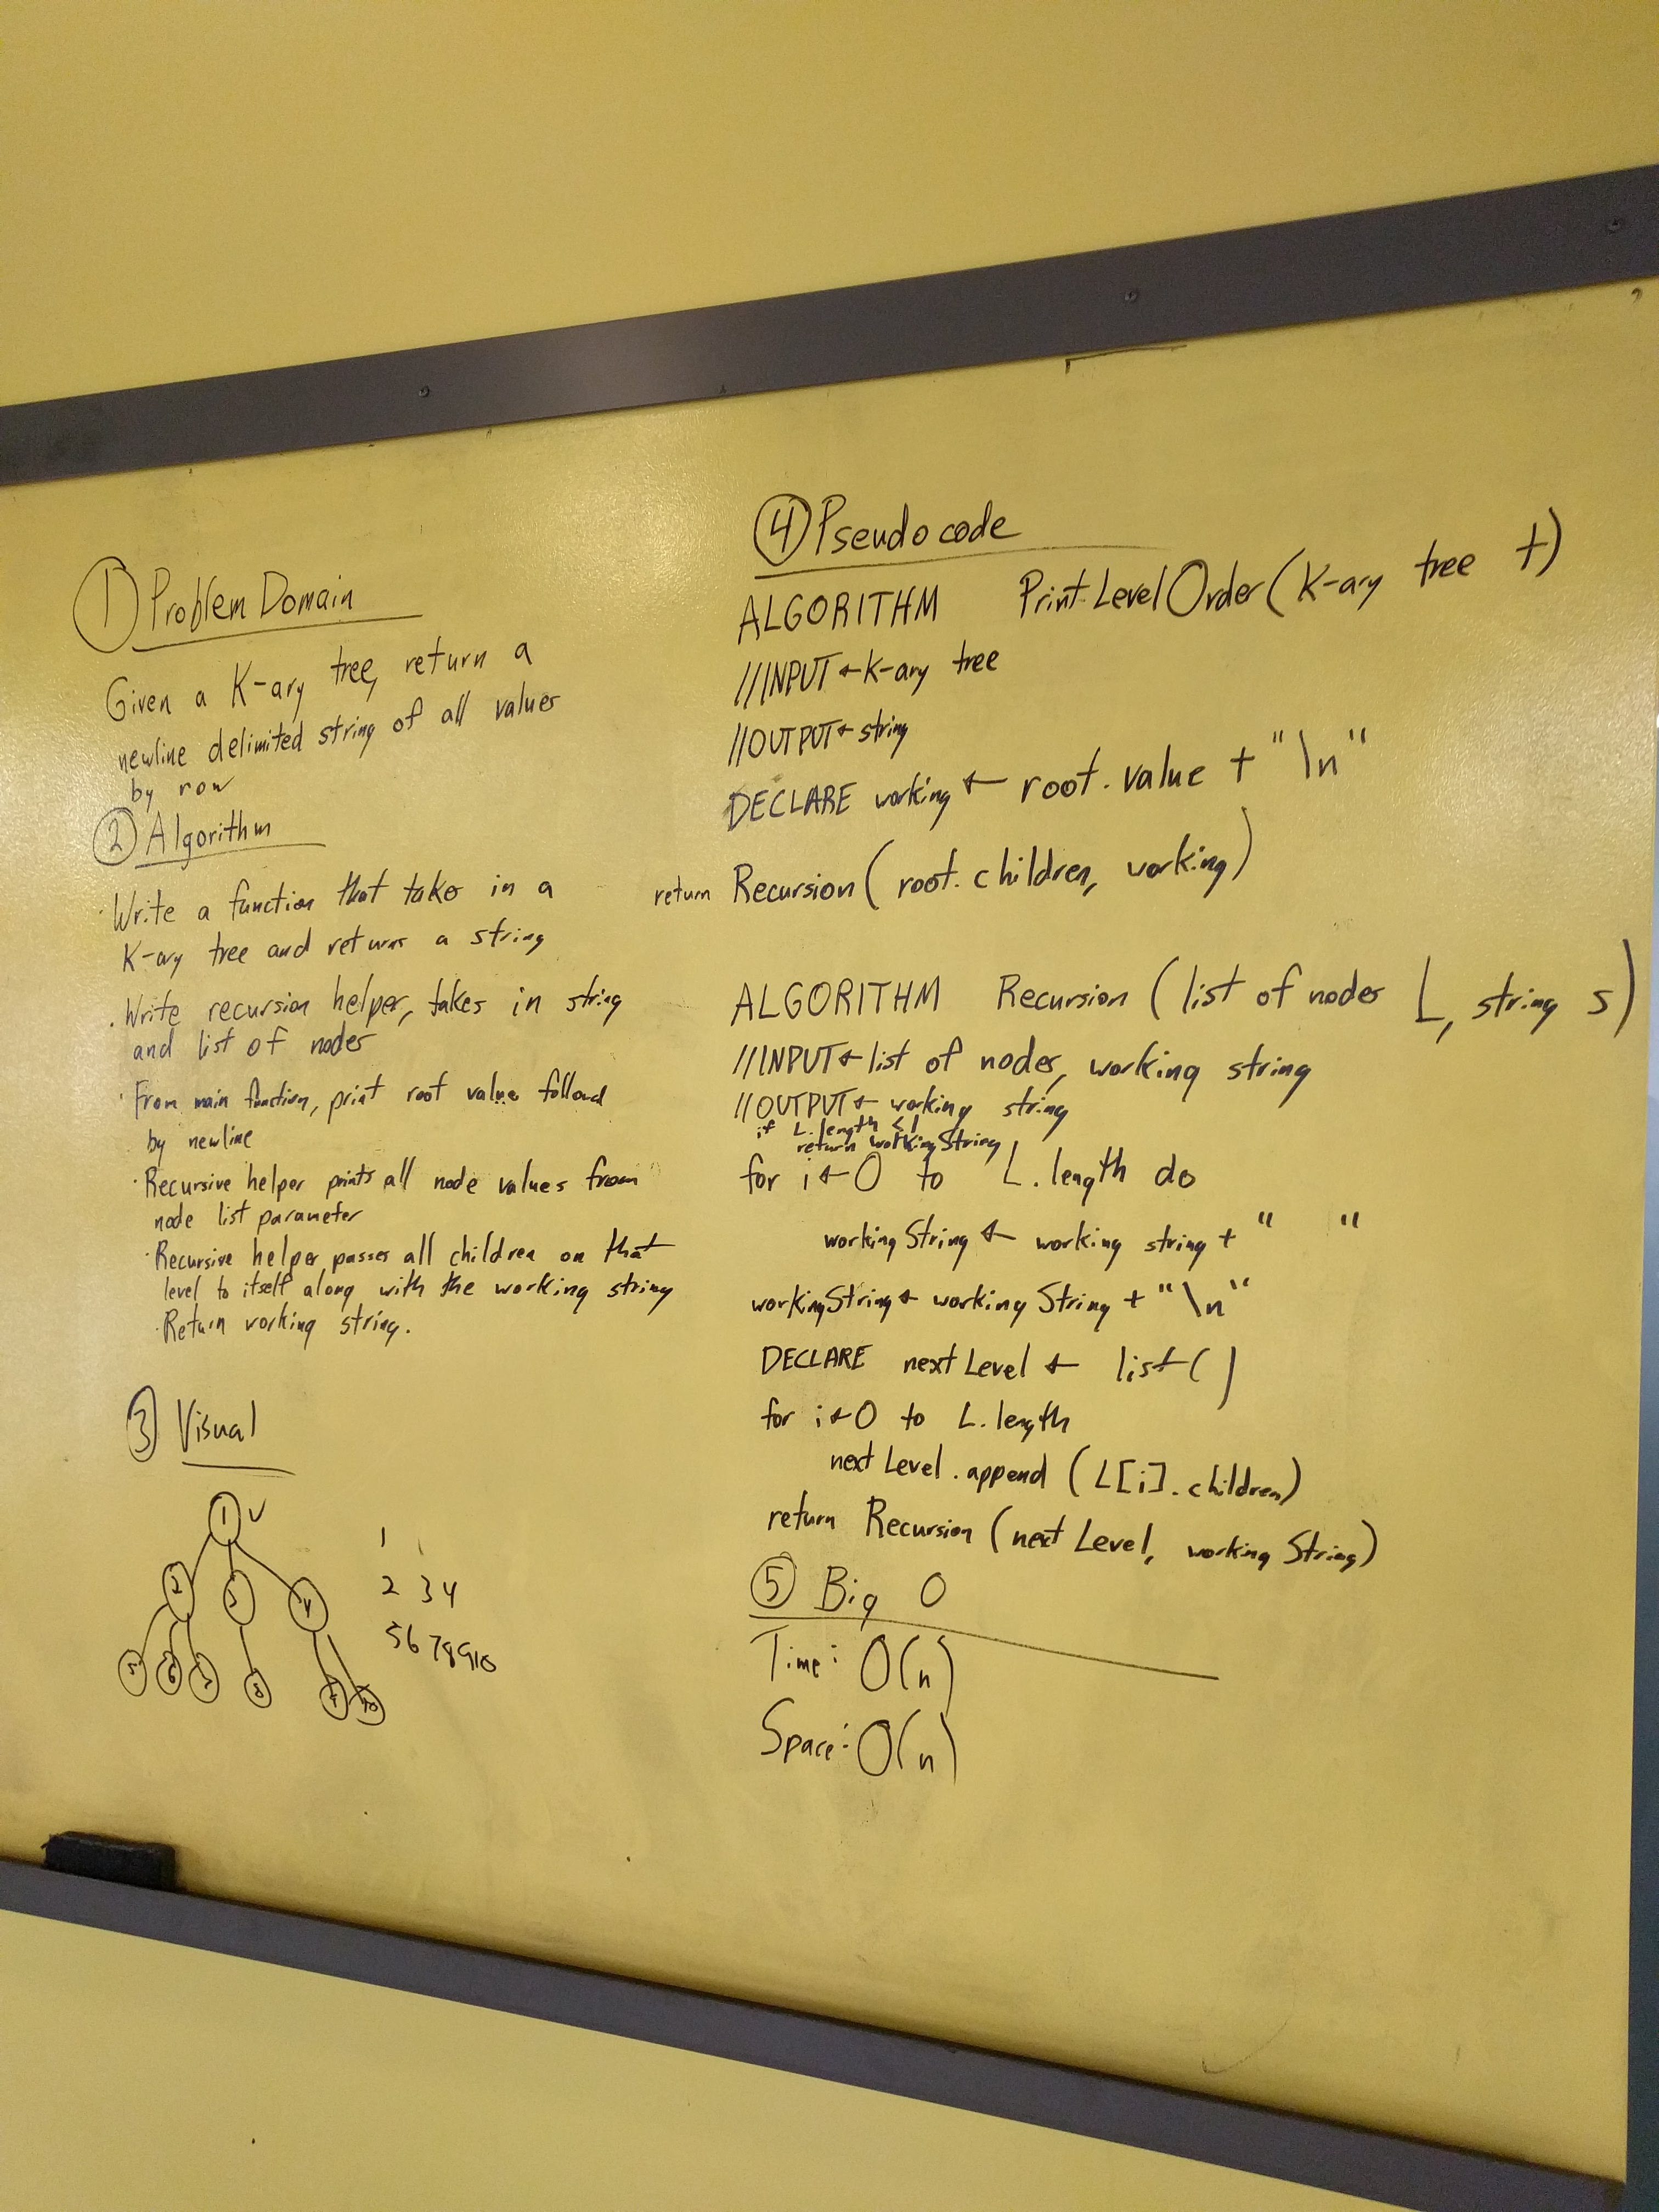 ① Problem Domain
Given a K-ary tree, return a
newline delimited string of all values
by row
② Algorithm
· Write a function that takes in a
K-ary tree and returns a string
· Write recursion helper, takes in string
and list of nodes
· From main function, print root value followed
by newline
· Recursive helper prints all node values from
node list parameter
· Recursive helper passes all children on that
level to itself along with the working string
· Return working string.
③ Visual
1
2 3 4
5 6 7 8 9 10
1
2 3 4
5 6 7 8 9 10
④ Pseudo code
ALGORITHM Print Level Order (K-ary tree t)
//INPUT ← K-ary tree
//OUTPUT ← string
DECLARE working ← root.value + "\n"
return Recursion (root.children, working)
ALGORITHM Recursion (list of nodes L, string s)
//INPUT ← list of nodes, working string
//OUTPUT ← working string
if L.length < 1
return workingString
for i ← 0 to L.length do
workingString ← working string + " "
workingString ← working String + "\n"
DECLARE next Level ← list()
for i ← 0 to L.length
next Level.append (L[i].children)
return Recursion (next Level, working String)
⑤ Big O
Time: O(n)
Space: O(n)